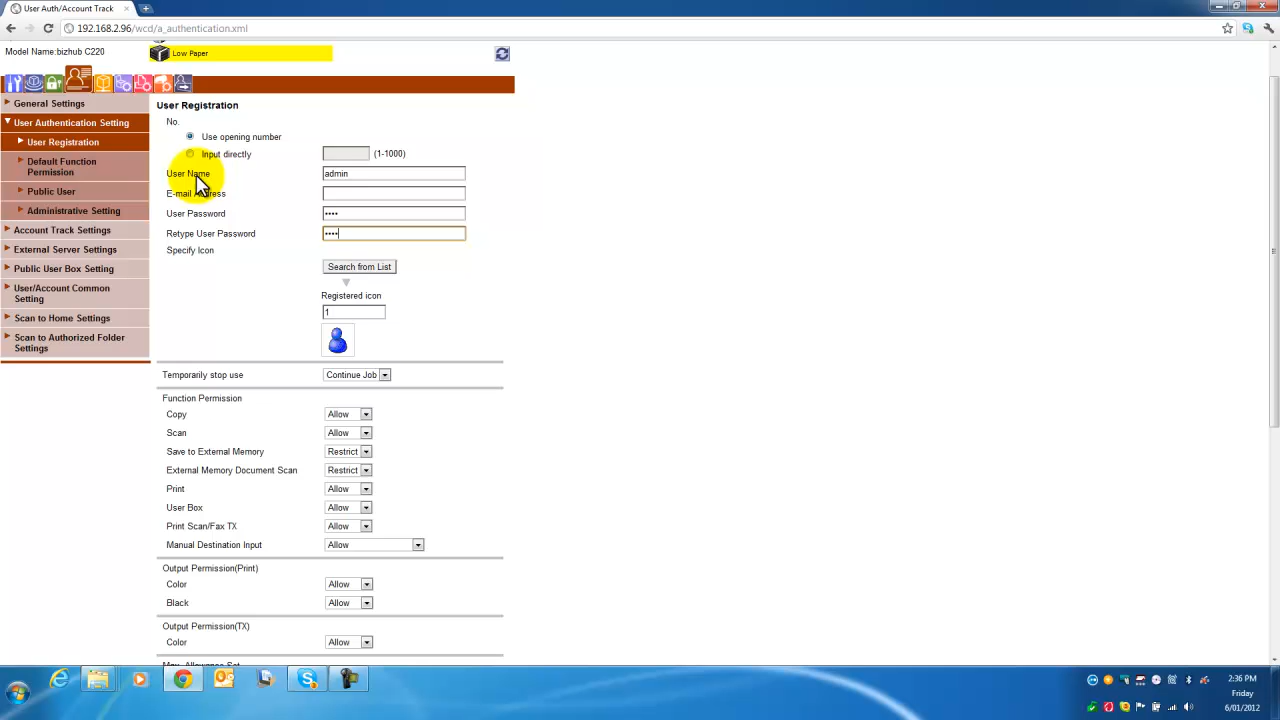 User Auth/Account Track
192.168.2.96/wcd/a_authentication.xml
Model Name:bizhub C220
Low Paper
General Settings
User Authentication Setting
User Registration
Default Function
Permission
Public User
Administrative Setting
Account Track Settings
External Server Settings
Public User Box Setting
User/Account Common
Setting
Scan to Home Settings
Scan to Authorized Folder
Settings
User Registration
No.
Use opening number
Input directly (1-1000)
User Name admin
E-mail Address
User Password ••••
Retype User Password ••••
Specify Icon
Search from List
Registered icon
1
Temporarily stop use Continue Job
Function Permission
Copy Allow
Scan Allow
Save to External Memory Restrict
External Memory Document Scan Restrict
Print Allow
User Box Allow
Print Scan/Fax TX Allow
Manual Destination Input Allow
Output Permission(Print)
Color Allow
Black Allow
Output Permission(TX)
Color Allow
Max. Allowance Set
2:36 PM
Friday
6/01/2012